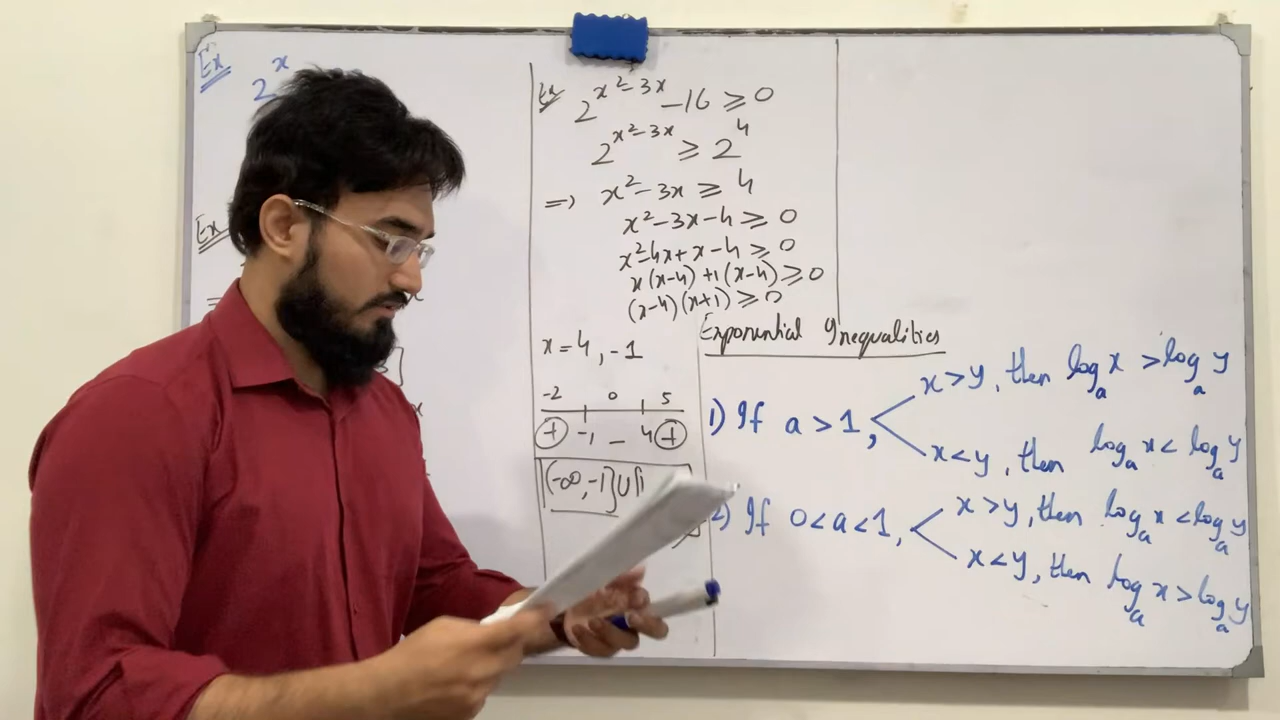 Ex
2^x
Ex
Ex 2^{x²-3x} -16 ≥ 0
2^{x²-3x} ≥ 2^4
=> x²-3x ≥ 4
x²-3x-4 ≥ 0
x²-4x+x-4 ≥ 0
x(x-4)+1(x-4) ≥ 0
(x-4)(x+1) ≥ 0
x=4, -1
-2 0 5
+ -1 – 4 +
(-∞, -1] U [
Exponential Inequalities
1) If a > 1,
x>y, then log_a x > log_a y
x<y, then log_a x < log_a y
2) If 0<a<1,
x>y, then log_a x < log_a y
x<y, then log_a x > log_a y